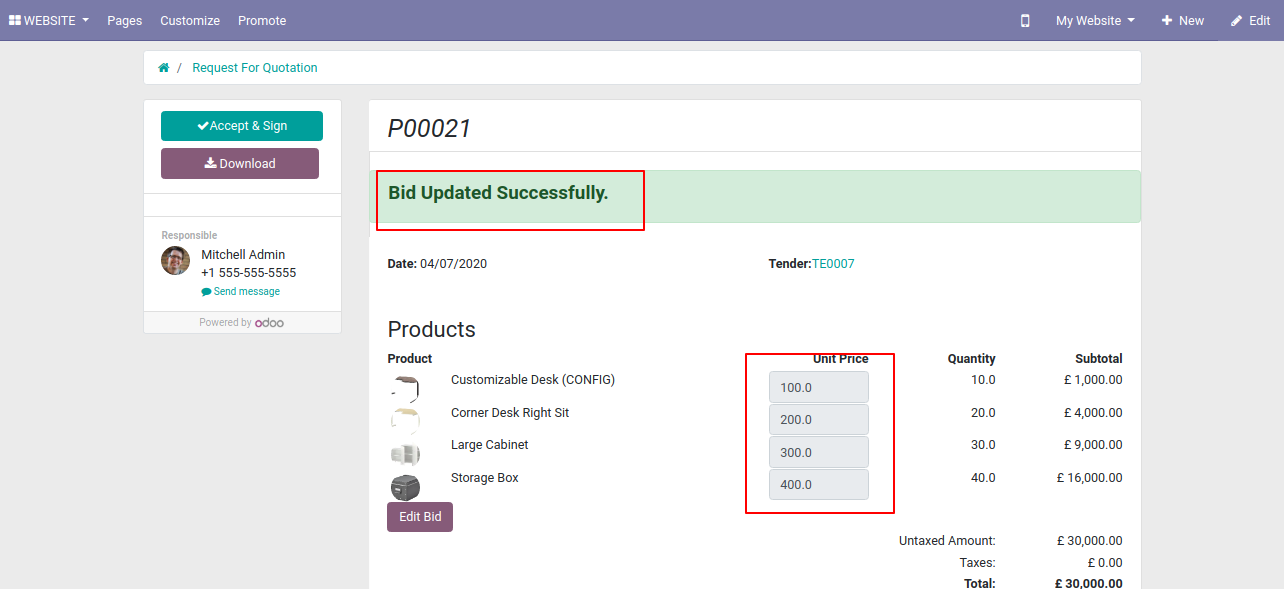 WEBSITE Pages Customize Promote My Website New Edit
/ Request For Quotation
Accept & Sign
Download
Responsible
Mitchell Admin
+1 555-555-5555
Send message
Powered by odoo
P00021
Bid Updated Successfully.
Date: 04/07/2020 Tender:TE0007
Products
Product Unit Price Quantity Subtotal
Customizable Desk (CONFIG) 100.0 10.0 £ 1,000.00
Corner Desk Right Sit 200.0 20.0 £ 4,000.00
Large Cabinet 300.0 30.0 £ 9,000.00
Storage Box 400.0 40.0 £ 16,000.00
Edit Bid
Untaxed Amount: £ 30,000.00
Taxes: £ 0.00
Total: £ 30,000.00